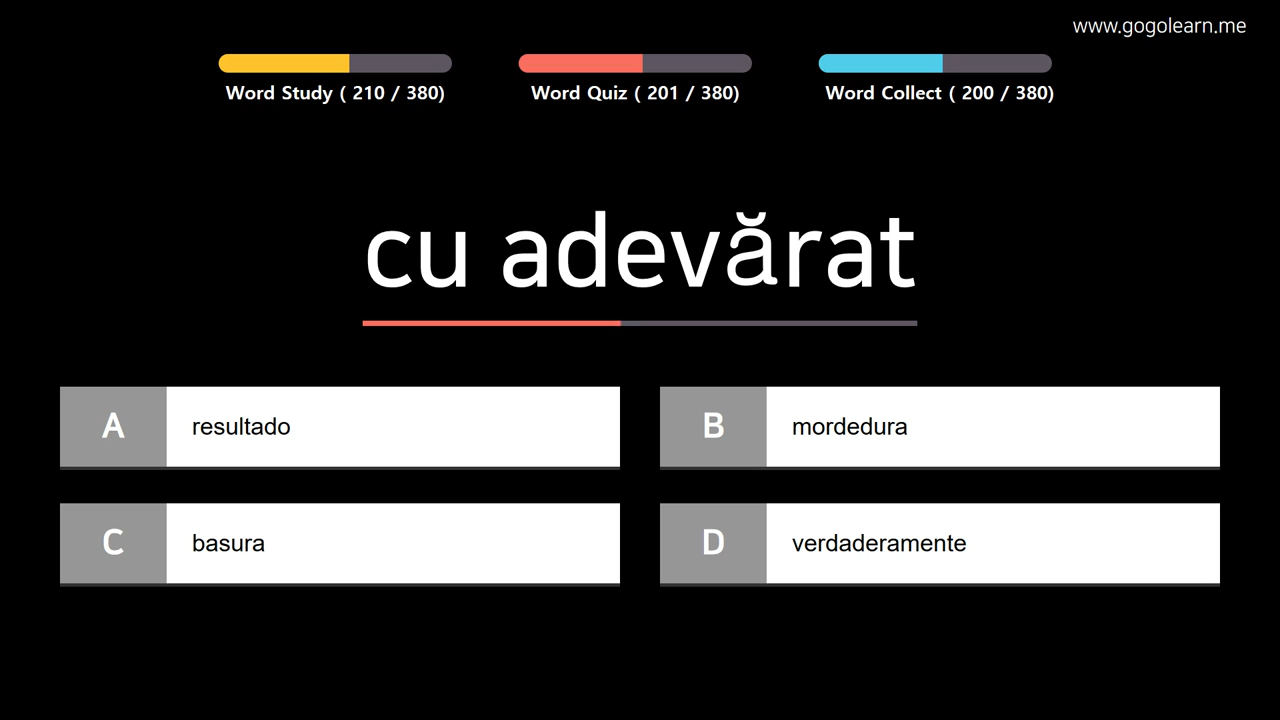 www.gogolearn.me
Word Study ( 210 / 380)
Word Quiz ( 201 / 380)
Word Collect ( 200 / 380)
cu adevărat
A
resultado
B
mordedura
C
basura
D
verdaderamente